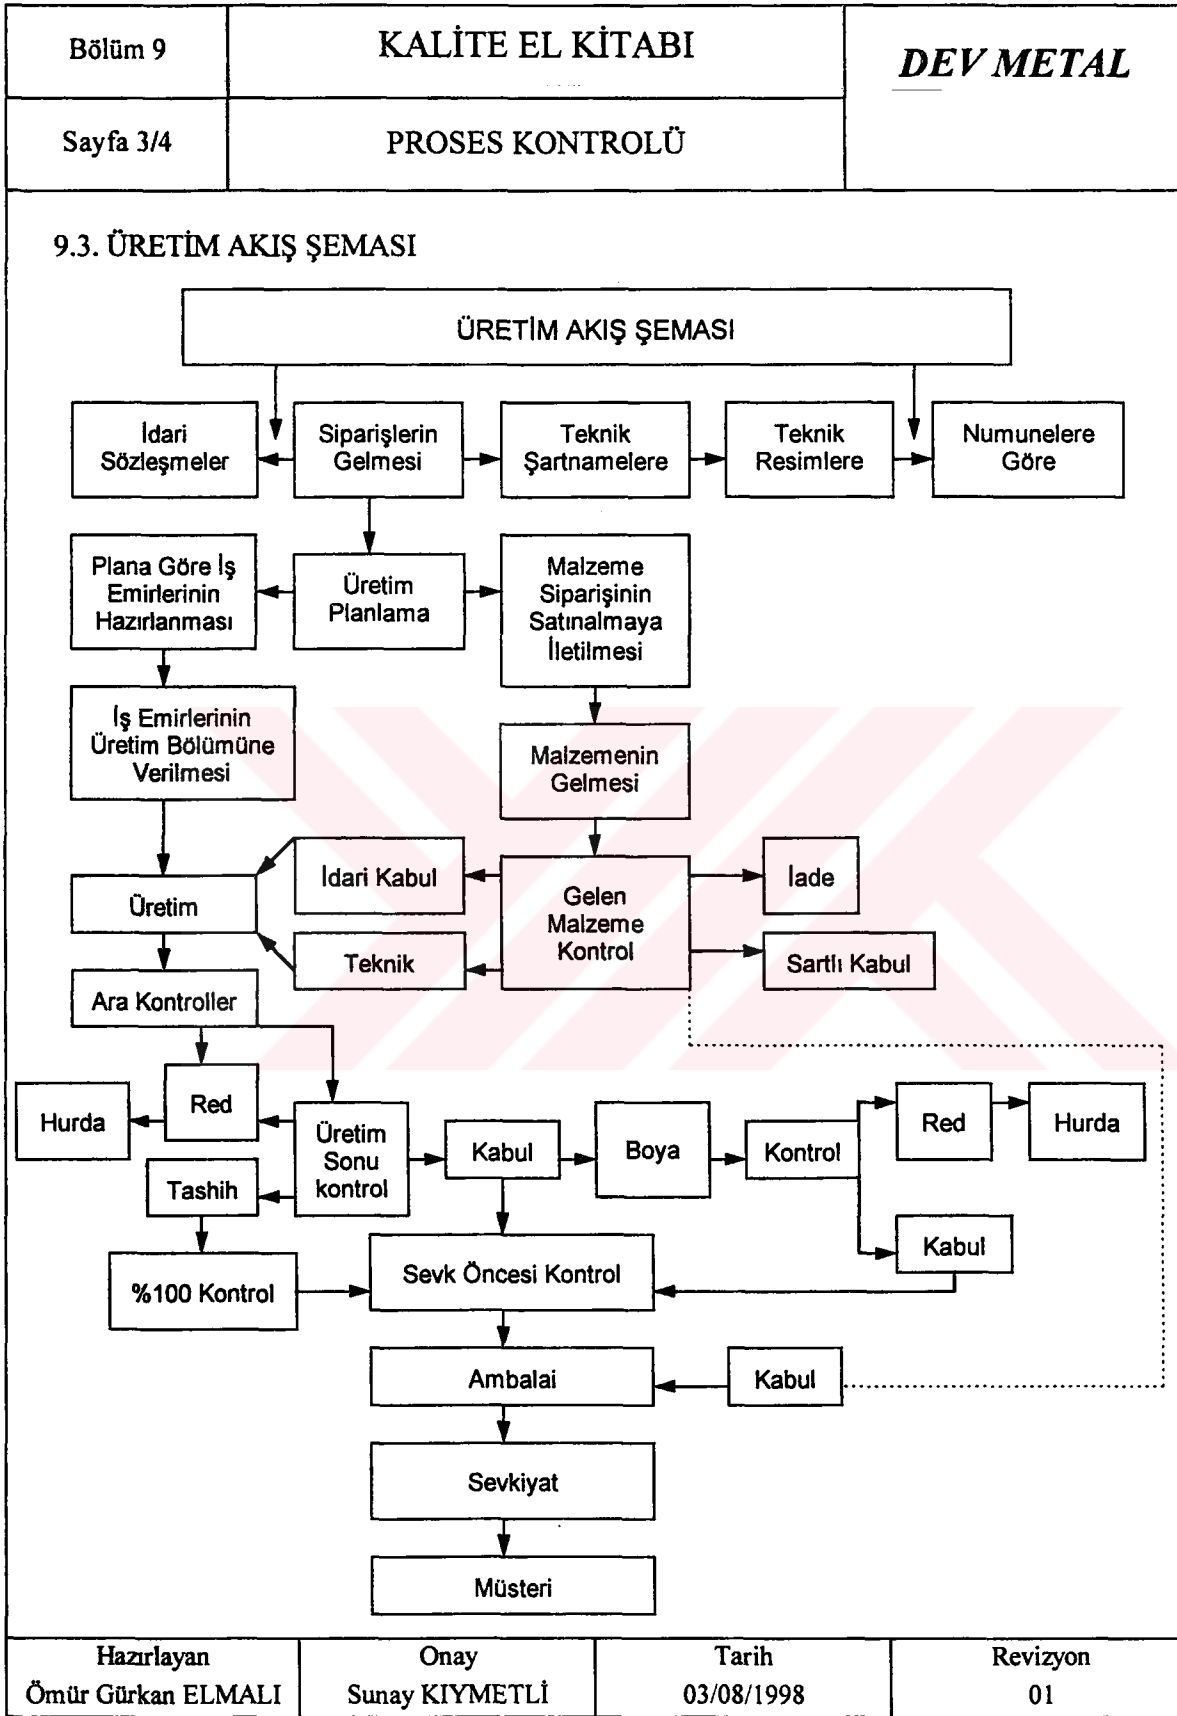 Bölüm 9
KALİTE EL KİTABI
DEV METAL
Sayfa 3/4
PROSES KONTROLÜ
9.3. ÜRETİM AKIŞ ŞEMASI
ÜRETİM AKIŞ ŞEMASI
İdari
Sözleşmeler
Siparişlerin
Gelmesi
Teknik
Şartnamelere
Teknik
Resimlere
Numunelere
Göre
Plana Göre İş
Emirlerinin
Hazırlanması
Üretim
Planlama
Malzeme
Siparişinin
Satınalmaya
İletilmesi
İş Emirlerinin
Üretim Bölümüne
Verilmesi
Malzemenin
Gelmesi
Üretim
İdari Kabul
Teknik
Gelen
Malzeme
Kontrol
İade
Sartlı Kabul
Ara Kontroller
Hurda
Red
Üretim
Sonu
kontrol
Kabul
Boya
Kontrol
Red
Hurda
Tashih
Kabul
%100 Kontrol
Sevk Öncesi Kontrol
Ambalai
Kabul
Sevkiyat
Müsteri
Hazırlayan
Ömür Gürkan ELMALI
Onay
Sunay KIYMETLİ
Tarih
03/08/1998
Revizyon
01